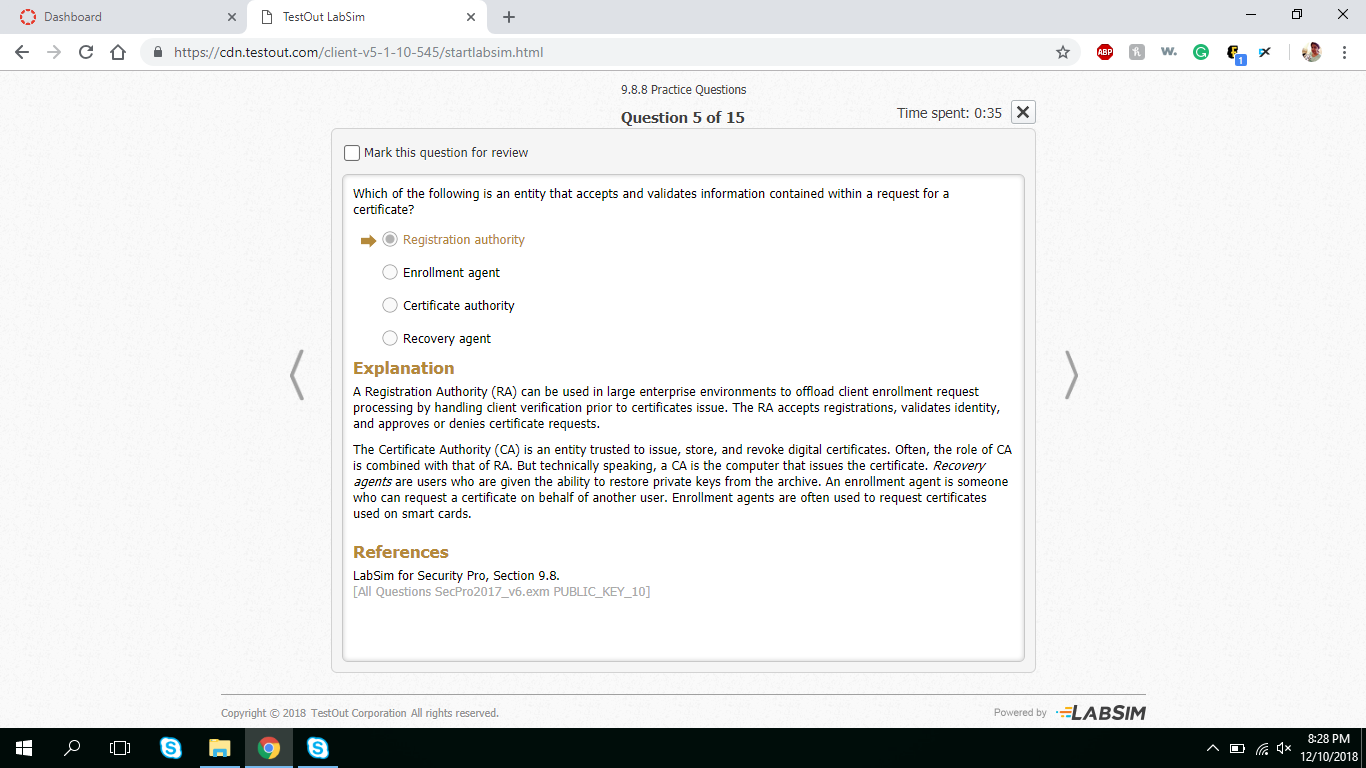 Dashboard
TestOut LabSim
https://cdn.testout.com/client-v5-1-10-545/startlabsim.html
ABP
w.
1
9.8.8 Practice Questions
Question 5 of 15
Time spent: 0:35
Mark this question for review
Which of the following is an entity that accepts and validates information contained within a request for a
certificate?
Registration authority
Enrollment agent
Certificate authority
Recovery agent
Explanation
A Registration Authority (RA) can be used in large enterprise environments to offload client enrollment request
processing by handling client verification prior to certificates issue. The RA accepts registrations, validates identity,
and approves or denies certificate requests.
The Certificate Authority (CA) is an entity trusted to issue, store, and revoke digital certificates. Often, the role of CA
is combined with that of RA. But technically speaking, a CA is the computer that issues the certificate. Recovery
agents are users who are given the ability to restore private keys from the archive. An enrollment agent is someone
who can request a certificate on behalf of another user. Enrollment agents are often used to request certificates
used on smart cards.
References
LabSim for Security Pro, Section 9.8.
[All Questions SecPro2017_v6.exm PUBLIC_KEY_10]
Copyright © 2018 TestOut Corporation All rights reserved.
Powered by LABSIM
8:28 PM
12/10/2018